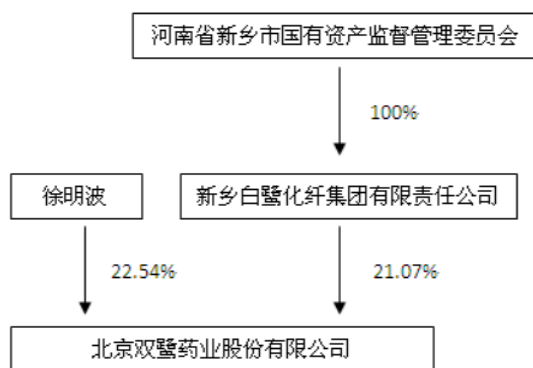 河南省新乡市国有资产监督管理委员会
100%
徐明波
新乡白鹭化纤集团有限责任公司
22.54%
21.07%
北京双鹭药业股份有限公司